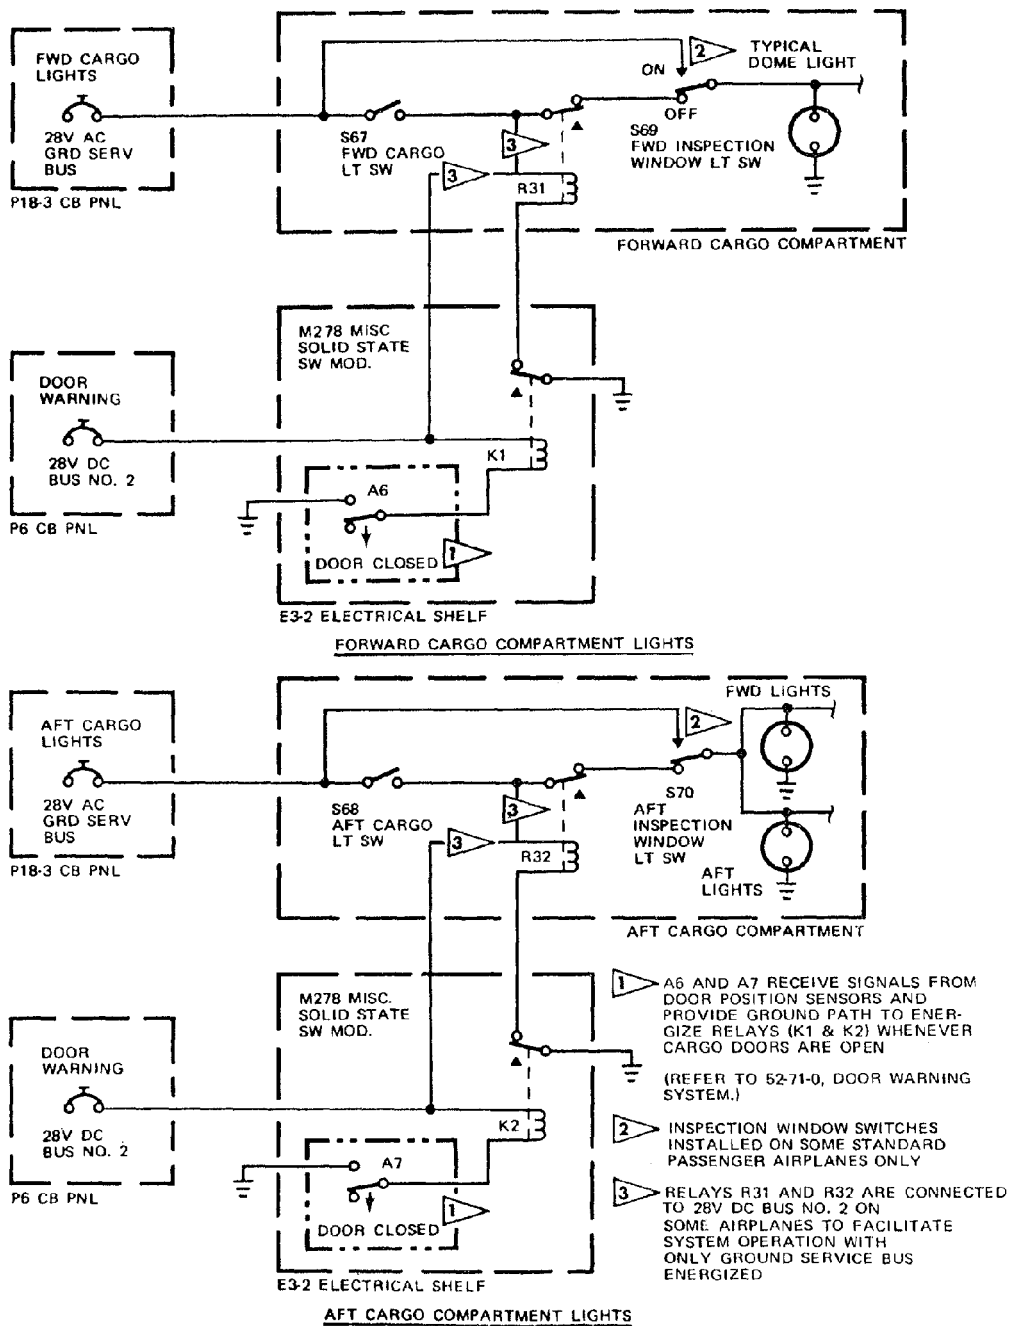 FWD CARGO
LIGHTS
28V AC
GRD SERV
BUS
P18-3 CB PNL
S67
FWD CARGO
LT SW
3
3
R31
ON
OFF
2
TYPICAL
DOME LIGHT
S69
FWD INSPECTION
WINDOW LT SW
FORWARD CARGO COMPARTMENT
M278 MISC
SOLID STATE
SW MOD.
DOOR
WARNING
28V DC
BUS NO. 2
P6 CB PNL
K1
A6
DOOR CLOSED
1
E3-2 ELECTRICAL SHELF
FORWARD CARGO COMPARTMENT LIGHTS
AFT CARGO
LIGHTS
28V AC
GRD SERV
BUS
P18-3 CB PNL
S68
AFT CARGO
LT SW
3
3
R32
2
FWD LIGHTS
S70
AFT
INSPECTION
WINDOW
LT SW
AFT
LIGHTS
AFT CARGO COMPARTMENT
M278 MISC.
SOLID STATE
SW MOD.
DOOR
WARNING
28V DC
BUS NO. 2
P6 CB PNL
K2
A7
DOOR CLOSED
1
E3-2 ELECTRICAL SHELF
AFT CARGO COMPARTMENT LIGHTS
1 A6 AND A7 RECEIVE SIGNALS FROM
DOOR POSITION SENSORS AND
PROVIDE GROUND PATH TO ENER-
GIZE RELAYS (K1 & K2) WHENEVER
CARGO DOORS ARE OPEN
(REFER TO 52-71-0, DOOR WARNING
SYSTEM.)
2 INSPECTION WINDOW SWITCHES
INSTALLED ON SOME STANDARD
PASSENGER AIRPLANES ONLY
3 RELAYS R31 AND R32 ARE CONNECTED
TO 28V DC BUS NO. 2 ON
SOME AIRPLANES TO FACILITATE
SYSTEM OPERATION WITH
ONLY GROUND SERVICE BUS
ENERGIZED